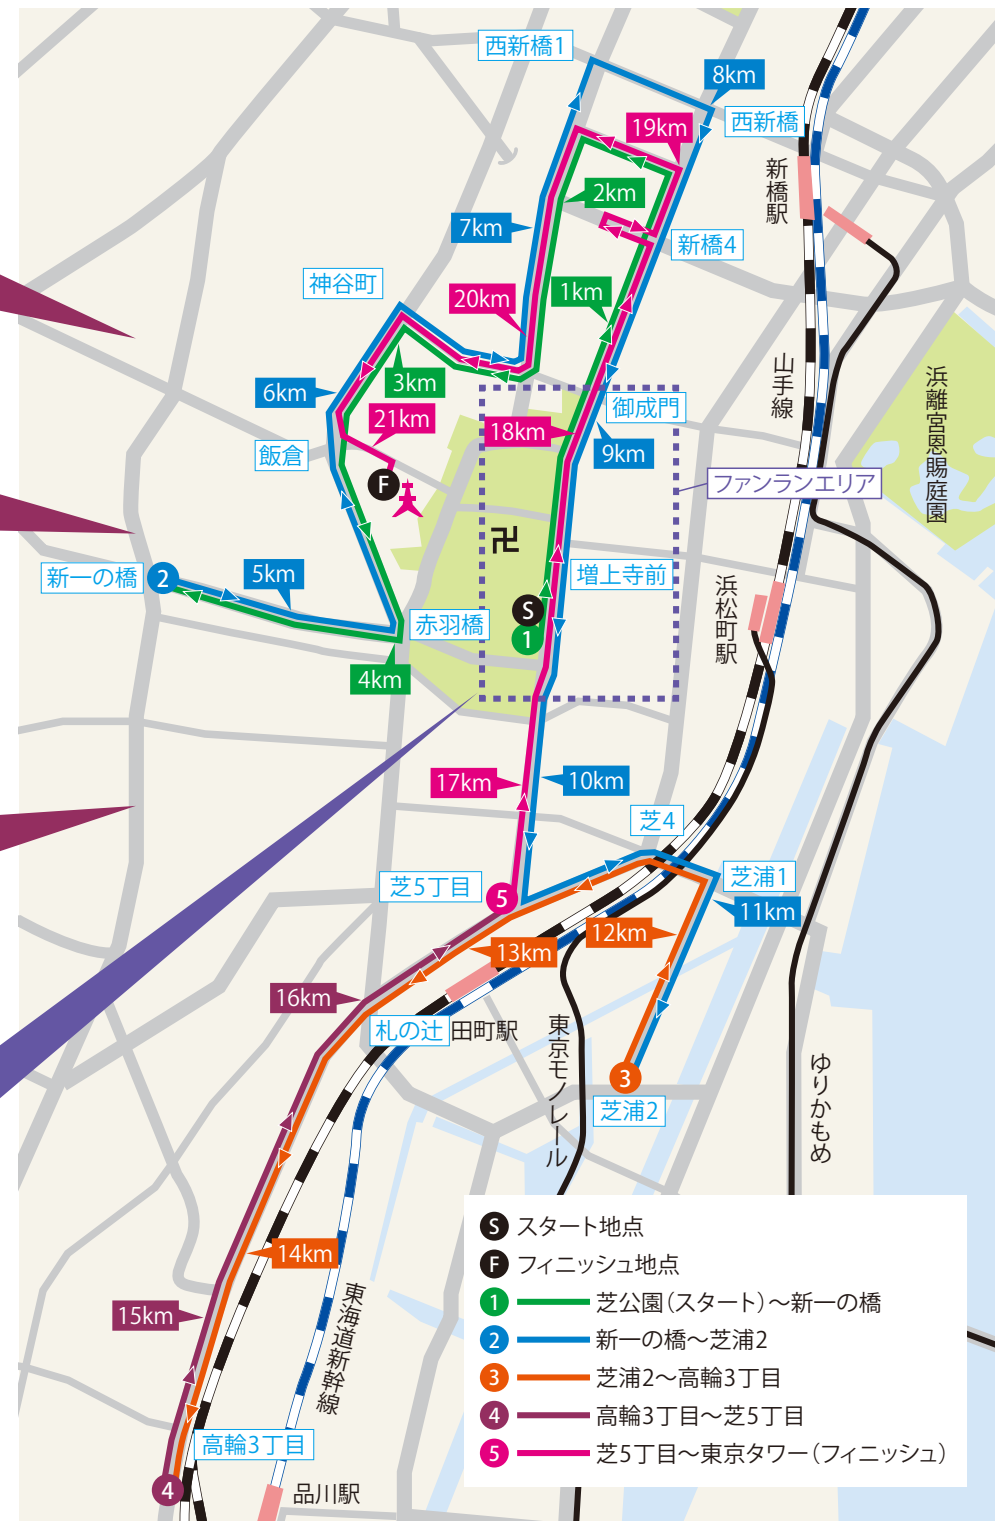 西新橋1
8km
西新橋
19km
新橋駅
2km
7km
新橋4
神谷町
20km
1km
山手線
浜離宮恩賜庭園
3km
6km
御成門
21km
18km
9km
飯倉
F
ファンランエリア
卍
新一の橋
2
5km
増上寺前
浜松町駅
S
1
赤羽橋
4km
17km
10km
芝4
芝5丁目
5
芝浦1
11km
12km
13km
16km
札の辻
田町駅
東京モノレール
ゆりかもめ
3
芝浦2
14km
15km
東海道新幹線
高輪3丁目
4
品川駅
S スタート地点
F フィニッシュ地点
1 芝公園(スタート)〜新一の橋
2 新一の橋〜芝浦2
3 芝浦2〜高輪3丁目
4 高輪3丁目〜芝5丁目
5 芝5丁目〜東京タワー(フィニッシュ)